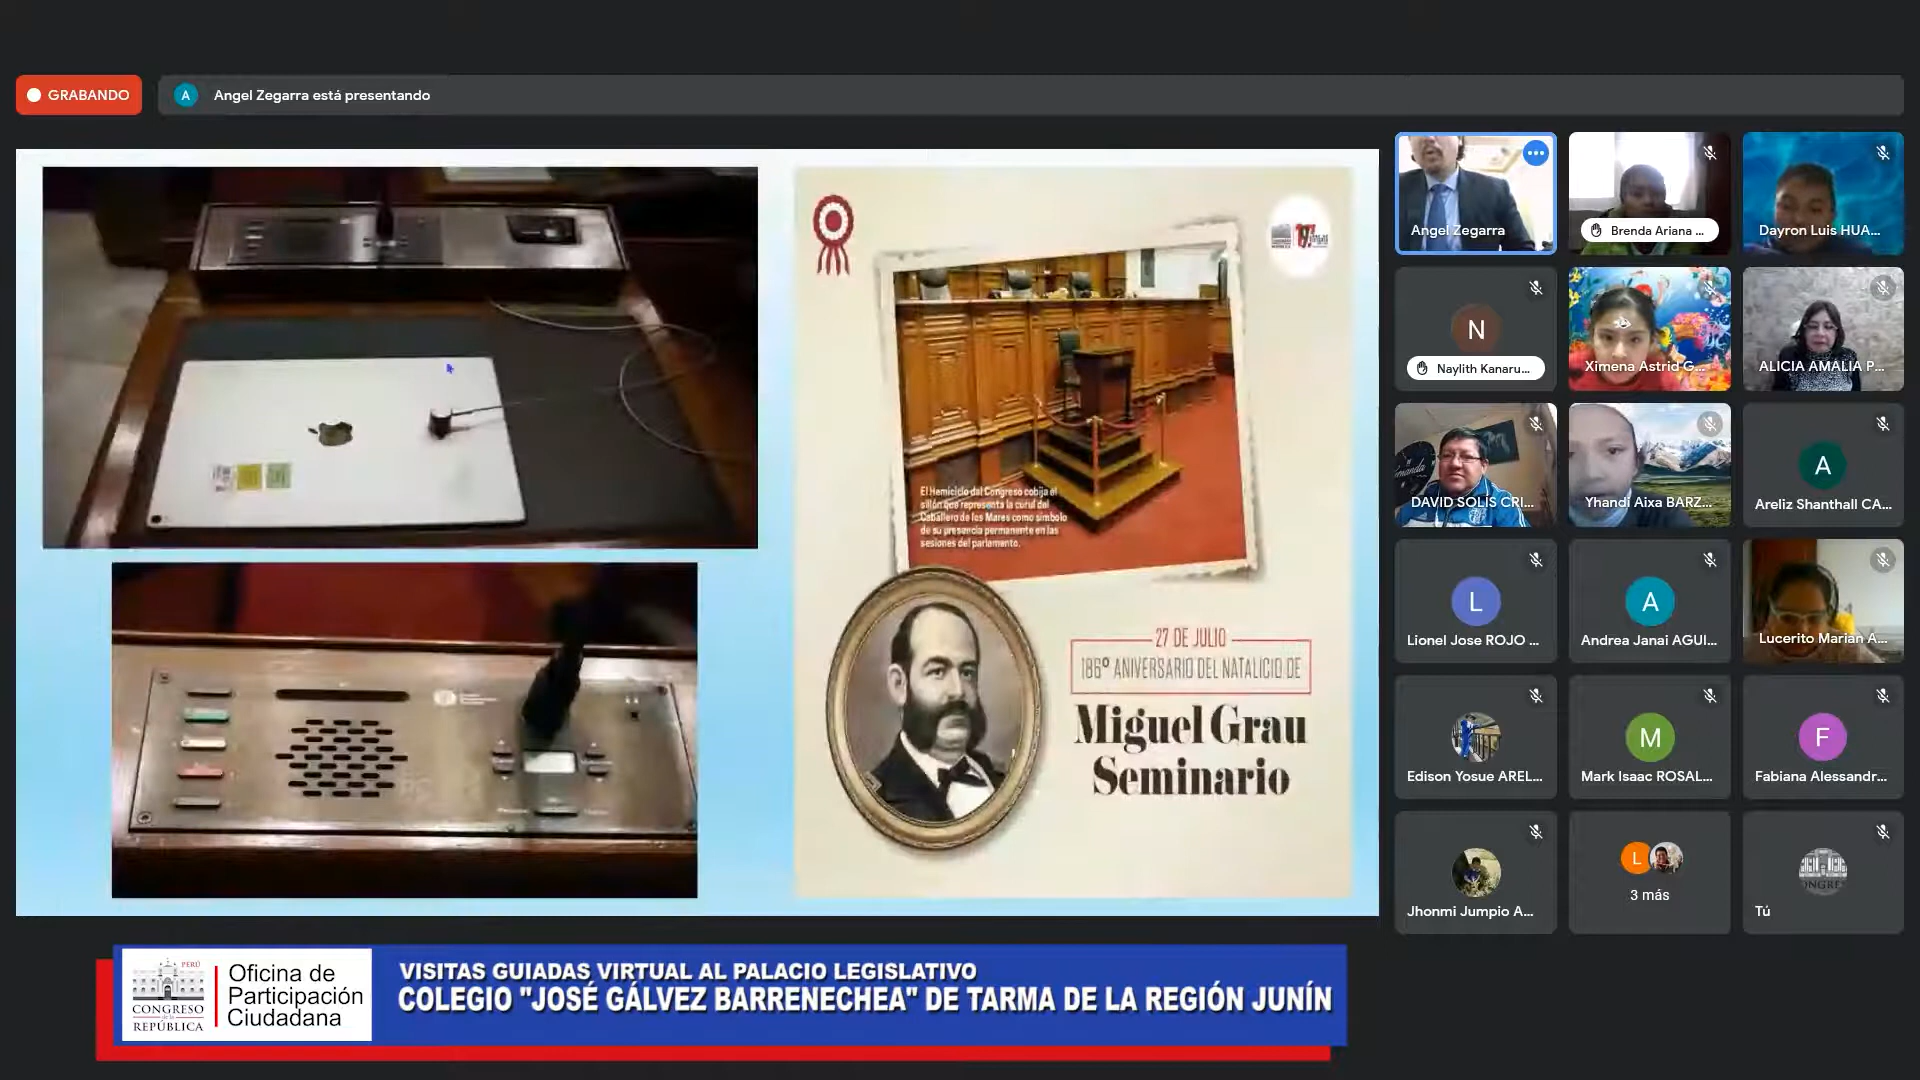 GRABANDO
A
Angel Zegarra está presentando
El Hemiciclo del Congreso cobija el
sillón que representa la curul del
Caballero de los Mares como símbolo
de su presencia permanente en las
sesiones del parlamento.
27 DE JULIO
186º ANIVERSARIO DEL NATALICIO DE
Miguel Grau
Seminario
Angel Zegarra
Brenda Ariana ...
Dayron Luis HUA...
N
Naylith Kanaru...
Ximena Astrid G...
ALICIA AMALIA P...
DAVID SOLIS CRI...
Yhandi Aixa BARZ...
A
Areliz Shanthall CA...
L
Lionel Jose ROJO ...
A
Andrea Janai AGUI...
Lucerito Marian A...
Edison Yosue AREL...
M
Mark Isaac ROSAL...
F
Fabiana Alessandr...
Jhonmi Jumpio A...
L
3 más
Tú
PERÚ
CONGRESO
de la
REPÚBLICA
Oficina de
Participación
Ciudadana
VISITAS GUIADAS VIRTUAL AL PALACIO LEGISLATIVO
COLEGIO "JOSÉ GÁLVEZ BARRENECHEA" DE TARMA DE LA REGIÓN JUNÍN